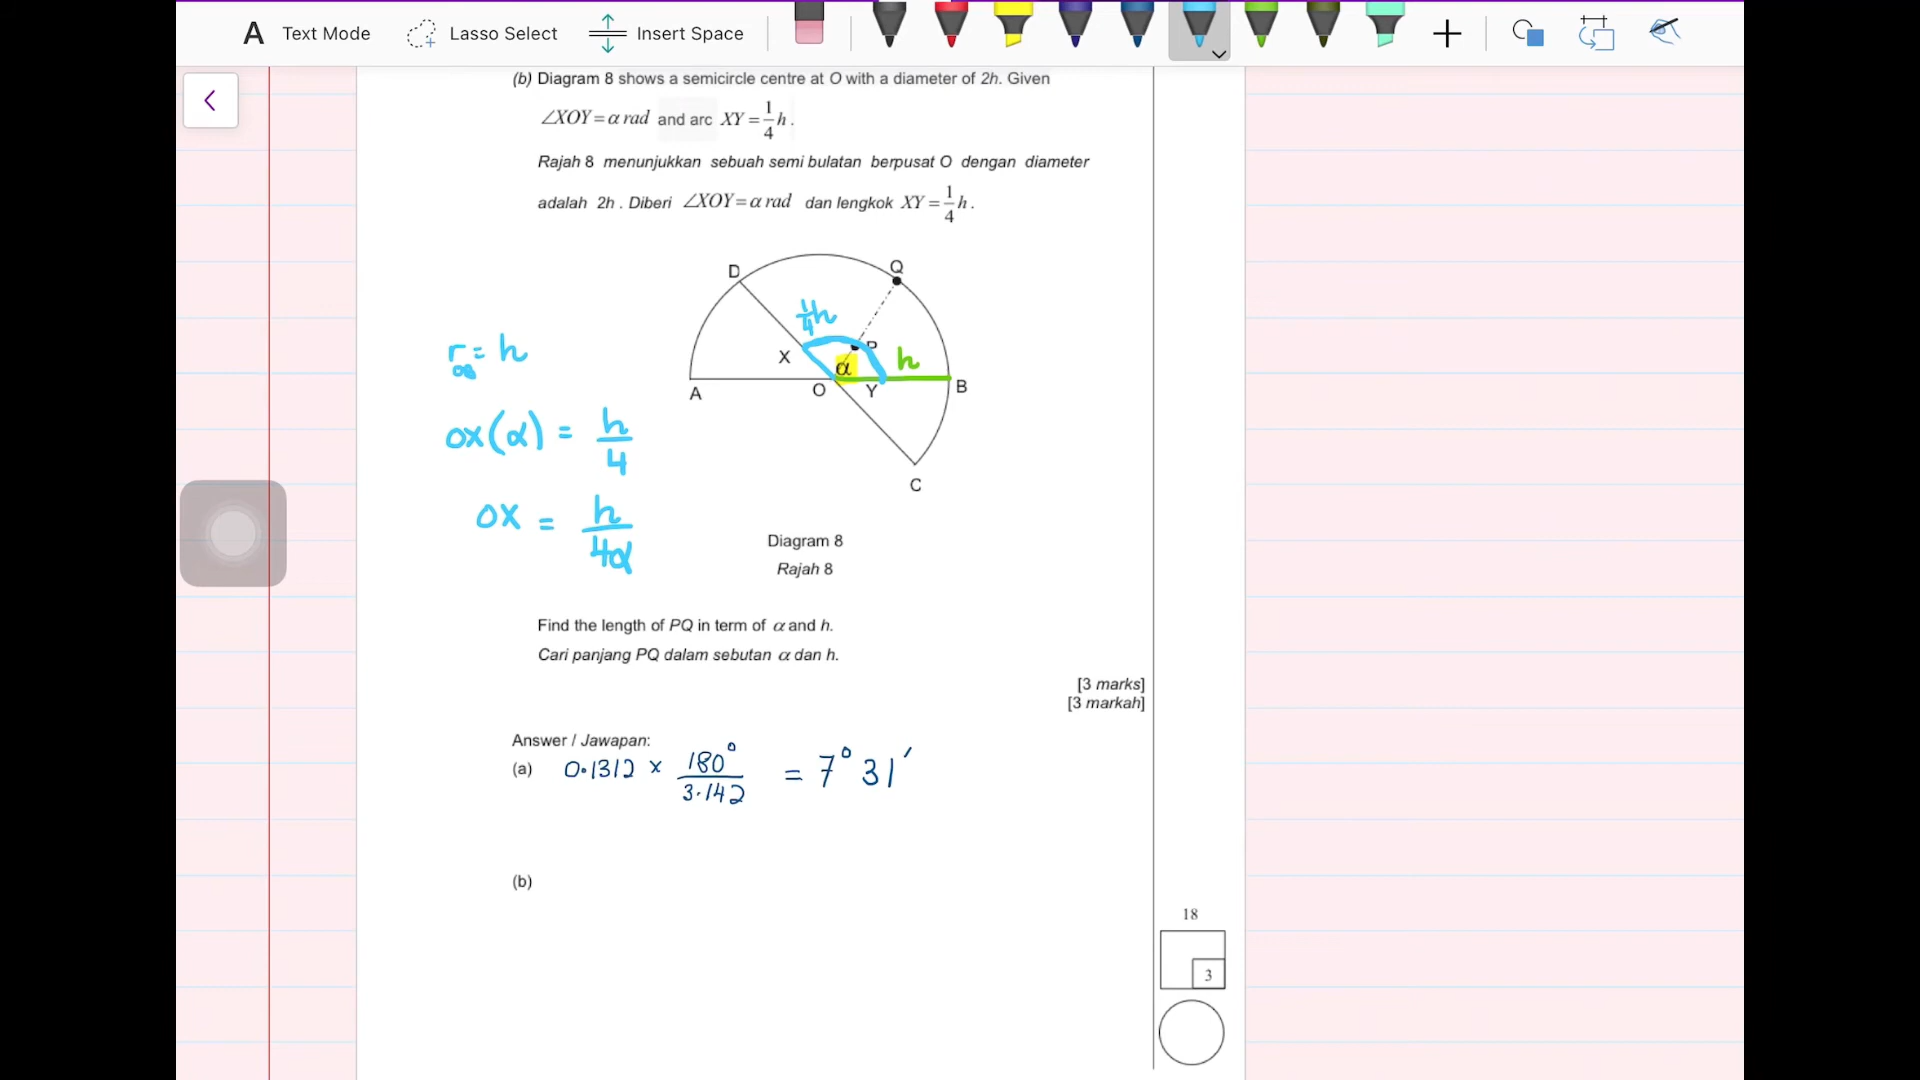 A Text Mode Lasso Select Insert Space
(b) Diagram 8 shows a semicircle centre at O with a diameter of 2h. Given
∠XOY = α rad and arc XY = 1/4 h.
Rajah 8 menunjukkan sebuah semi bulatan berpusat O dengan diameter
adalah 2h . Diberi ∠XOY = α rad dan lengkok XY = 1/4 h.
D
Q
1/4 h
P
X
α
h
A
O
Y
B
C
r = h
OB
OX(α) = h/4
OX = h/4α
Diagram 8
Rajah 8
Find the length of PQ in term of α and h.
Cari panjang PQ dalam sebutan α dan h.
[3 marks]
[3 markah]
Answer / Jawapan:
(a) 0.1312 × 180°/3.142 = 7° 31′
(b)
18
3